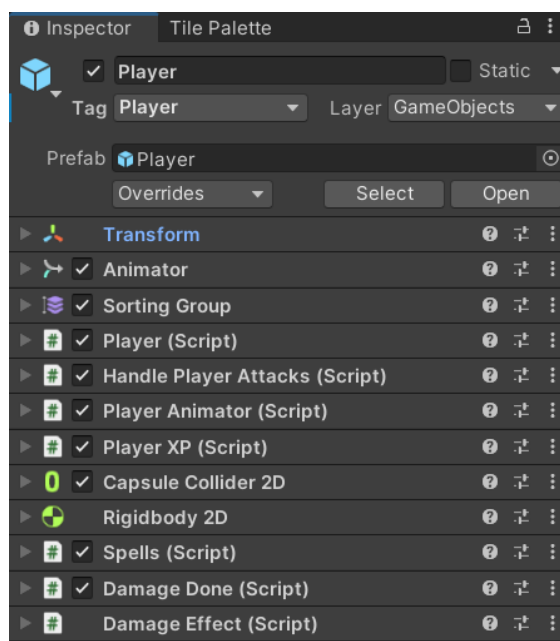 Inspector Tile Palette
Player Static
Tag Player Layer GameObjects
Prefab Player
Overrides Select Open
Transform
Animator
Sorting Group
# Player (Script)
# Handle Player Attacks (Script)
# Player Animator (Script)
# Player XP (Script)
Capsule Collider 2D
Rigidbody 2D
# Spells (Script)
# Damage Done (Script)
# Damage Effect (Script)